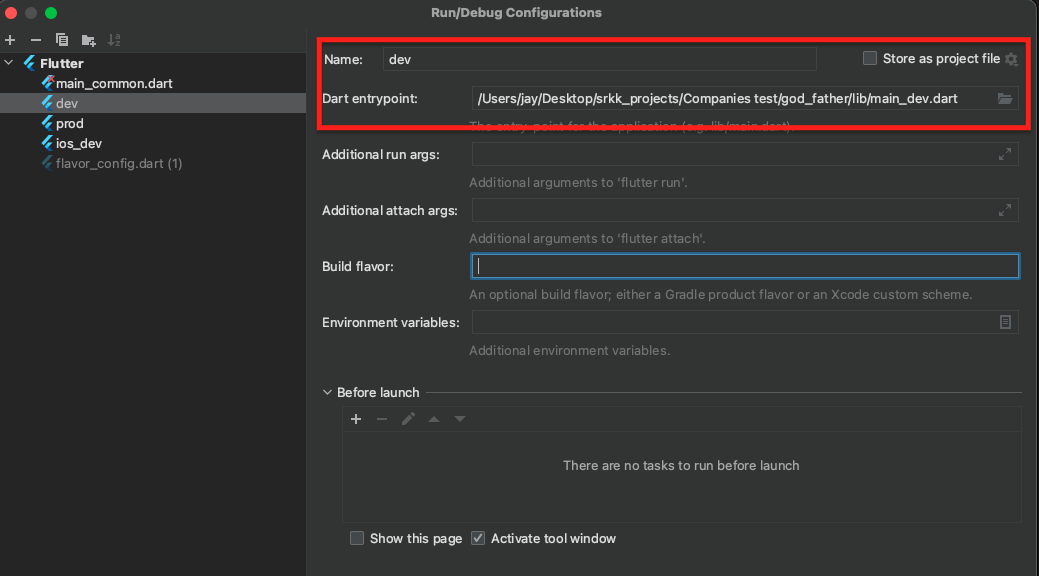 Run/Debug Configurations
Flutter
main_common.dart
dev
prod
ios_dev
flavor_config.dart (1)
Name: dev Store as project file
Dart entrypoint: /Users/jay/Desktop/srkk_projects/Companies test/god_father/lib/main_dev.dart
The entry-point for the application (e.g. lib/main.dart).
Additional run args:
Additional arguments to 'flutter run'.
Additional attach args:
Additional arguments to 'flutter attach'.
Build flavor:
An optional build flavor; either a Gradle product flavor or an Xcode custom scheme.
Environment variables:
Additional environment variables.
Before launch
There are no tasks to run before launch
Show this page Activate tool window